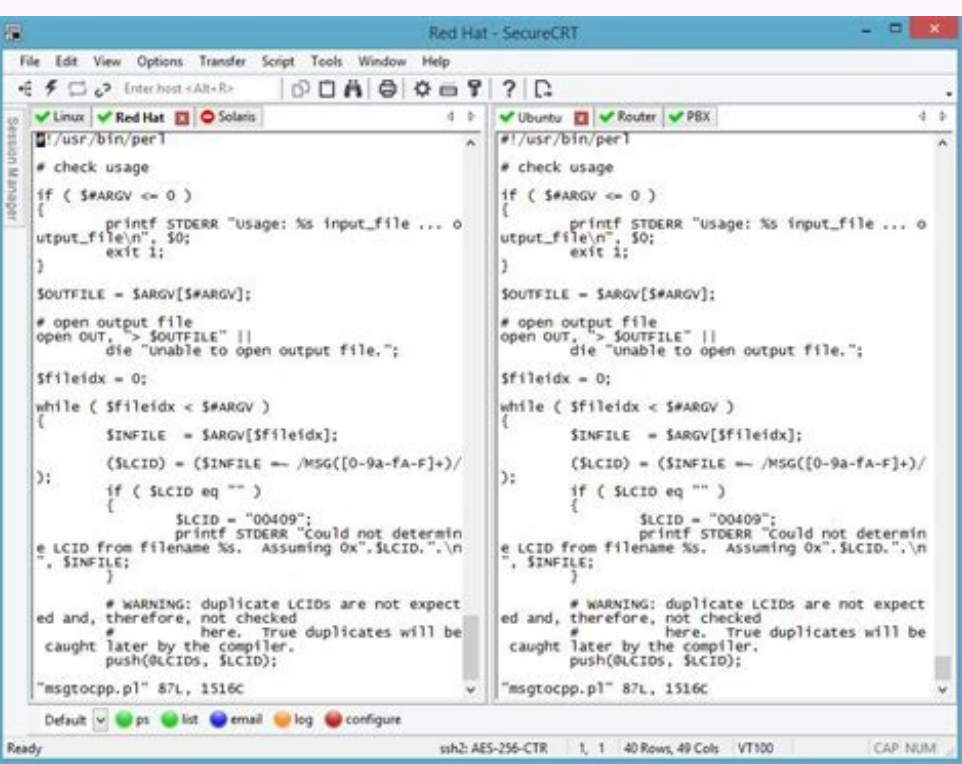 Red Hat - SecureCRT
File Edit View Options Transfer Script Tools Window Help
Enter host <Alt+R>
Session Manager
Linux Red Hat Solaris
#!/usr/bin/perl
# check usage
if ( $#ARGV <= 0 )
{
printf STDERR "Usage: %s input_file ... o
utput_file\n", $0;
exit 1;
}
$OUTFILE = $ARGV[$#ARGV];
# open output file
open OUT, "> $OUTFILE" ||
die "Unable to open output file.";
$fileidx = 0;
while ( $fileidx < $#ARGV )
{
$INFILE = $ARGV[$fileidx];
($LCID) = ($INFILE =~ /MSG([0-9a-fA-F]+)/
);
if ( $LCID eq "" )
{
$LCID = "00409";
printf STDERR "Could not determin
e LCID from filename %s. Assuming 0x".$LCID.".\n
", $INFILE;
}
# WARNING: duplicate LCIDs are not expect
ed and, therefore, not checked
# here. True duplicates will be
caught later by the compiler.
push(@LCIDs, $LCID);
"msgtocpp.pl" 87L, 1516C
Ubuntu Router PBX
#!/usr/bin/perl
# check usage
if ( $#ARGV <= 0 )
{
printf STDERR "Usage: %s input_file ... o
utput_file\n", $0;
exit 1;
}
$OUTFILE = $ARGV[$#ARGV];
# open output file
open OUT, "> $OUTFILE" ||
die "Unable to open output file.";
$fileidx = 0;
while ( $fileidx < $#ARGV )
{
$INFILE = $ARGV[$fileidx];
($LCID) = ($INFILE =~ /MSG([0-9a-fA-F]+)/
);
if ( $LCID eq "" )
{
$LCID = "00409";
printf STDERR "Could not determin
e LCID from filename %s. Assuming 0x".$LCID.".\n
", $INFILE;
}
# WARNING: duplicate LCIDs are not expect
ed and, therefore, not checked
# here. True duplicates will be
caught later by the compiler.
push(@LCIDs, $LCID);
"msgtocpp.pl" 87L, 1516C
Default ps list email log configure
Ready ssh2: AES-256-CTR 1, 1 40 Rows, 49 Cols VT100 CAP NUM